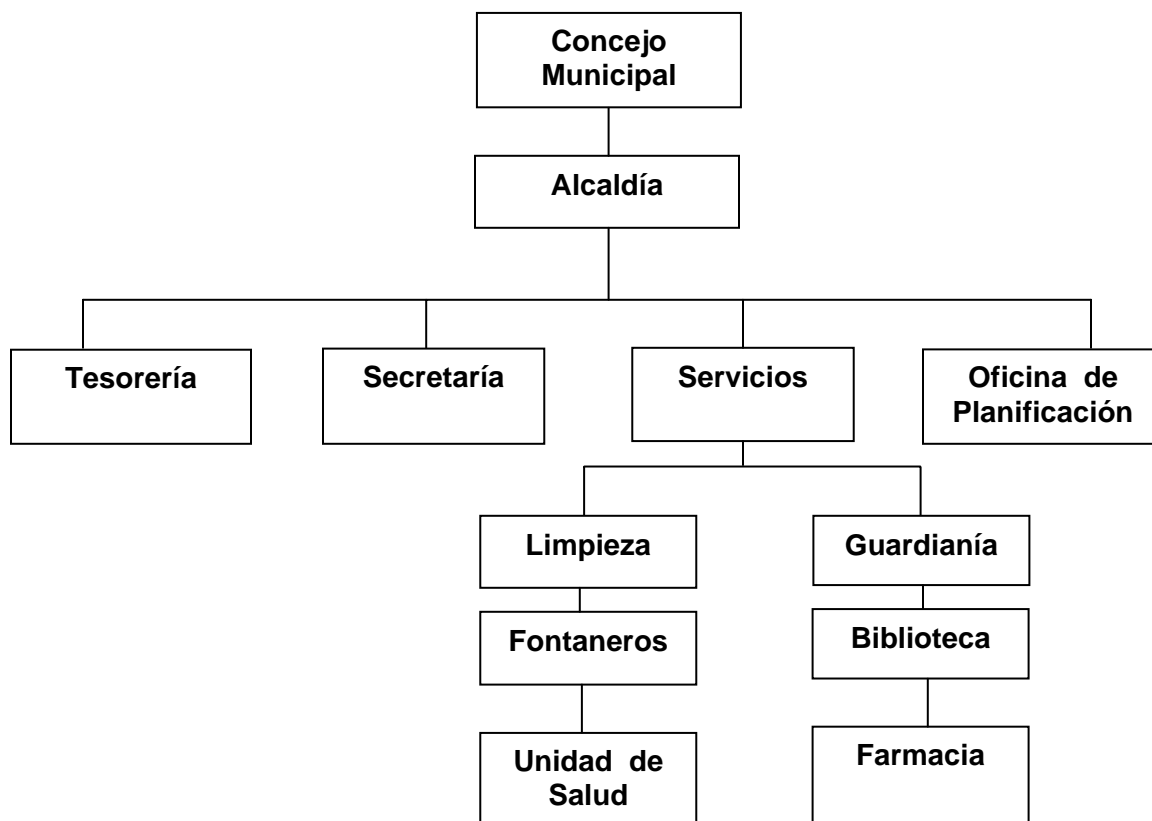 Concejo
Municipal
Alcaldía
Tesorería
Secretaría
Servicios
Oficina de
Planificación
Limpieza
Guardianía
Fontaneros
Biblioteca
Unidad de
Salud
Farmacia